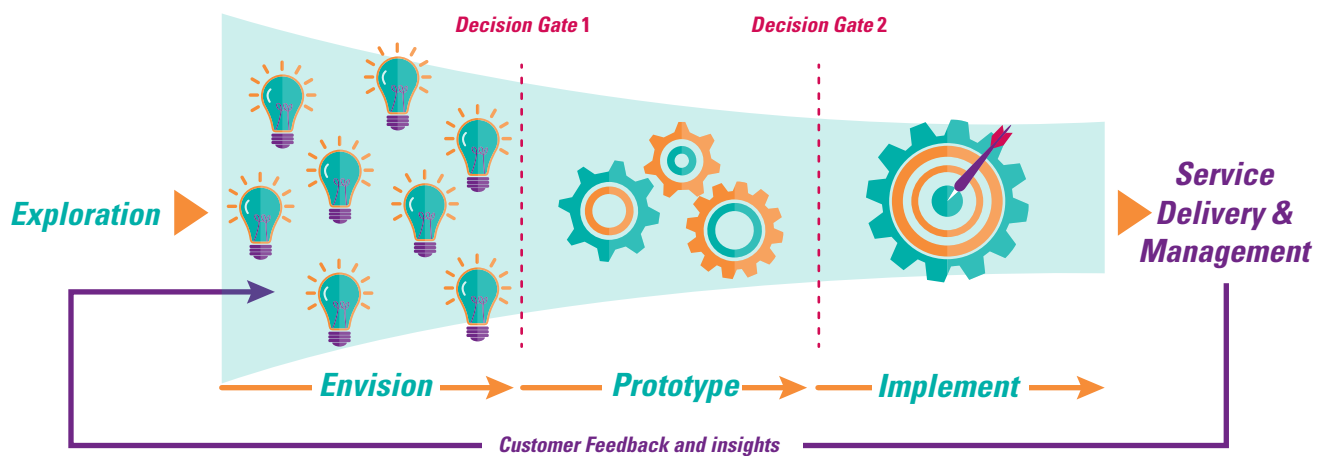 Decision Gate 1
Decision Gate 2
Exploration
Service
Delivery &
Management
Envision
Prototype
Implement
Customer Feedback and insights